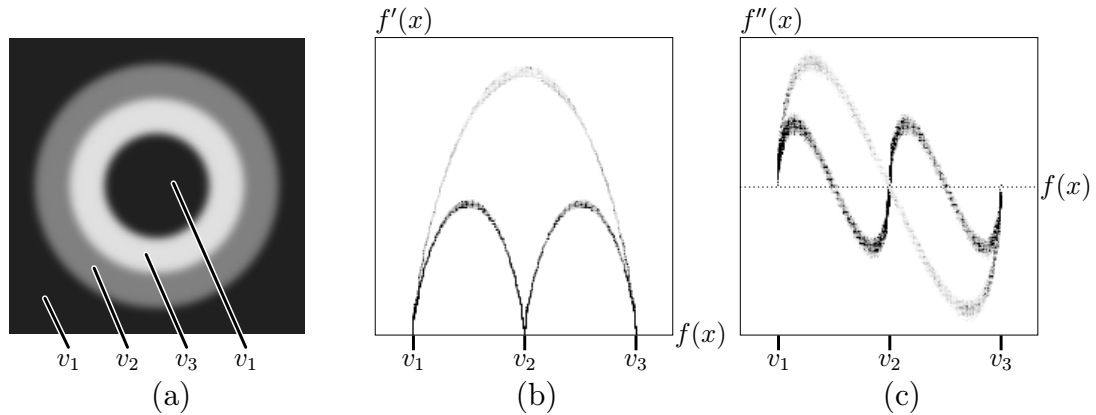 f′(x)
f″(x)
f(x)
f(x)
v₁ v₂ v₃ v₁
v₁ v₂ v₃
v₁ v₂ v₃
(a) (b) (c)